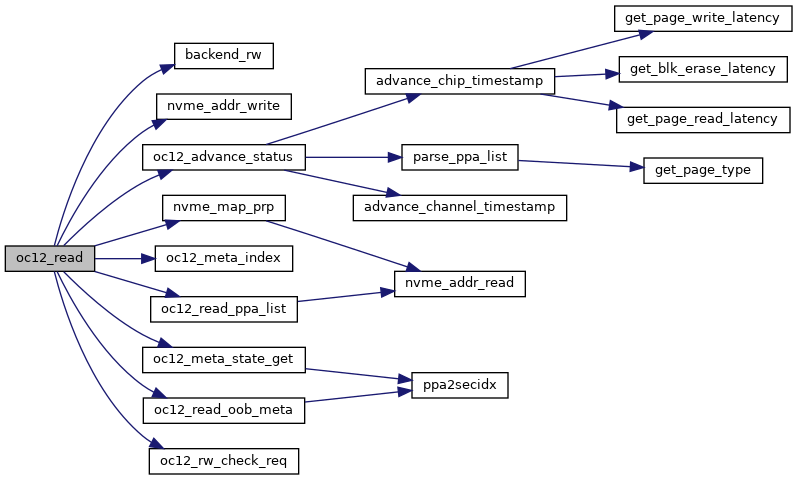 get_page_write_latency
backend_rw
get_blk_erase_latency
advance_chip_timestamp
nvme_addr_write
get_page_read_latency
oc12_advance_status
parse_ppa_list
get_page_type
nvme_map_prp
advance_channel_timestamp
oc12_read
oc12_meta_index
nvme_addr_read
oc12_read_ppa_list
oc12_meta_state_get
ppa2secidx
oc12_read_oob_meta
oc12_rw_check_req